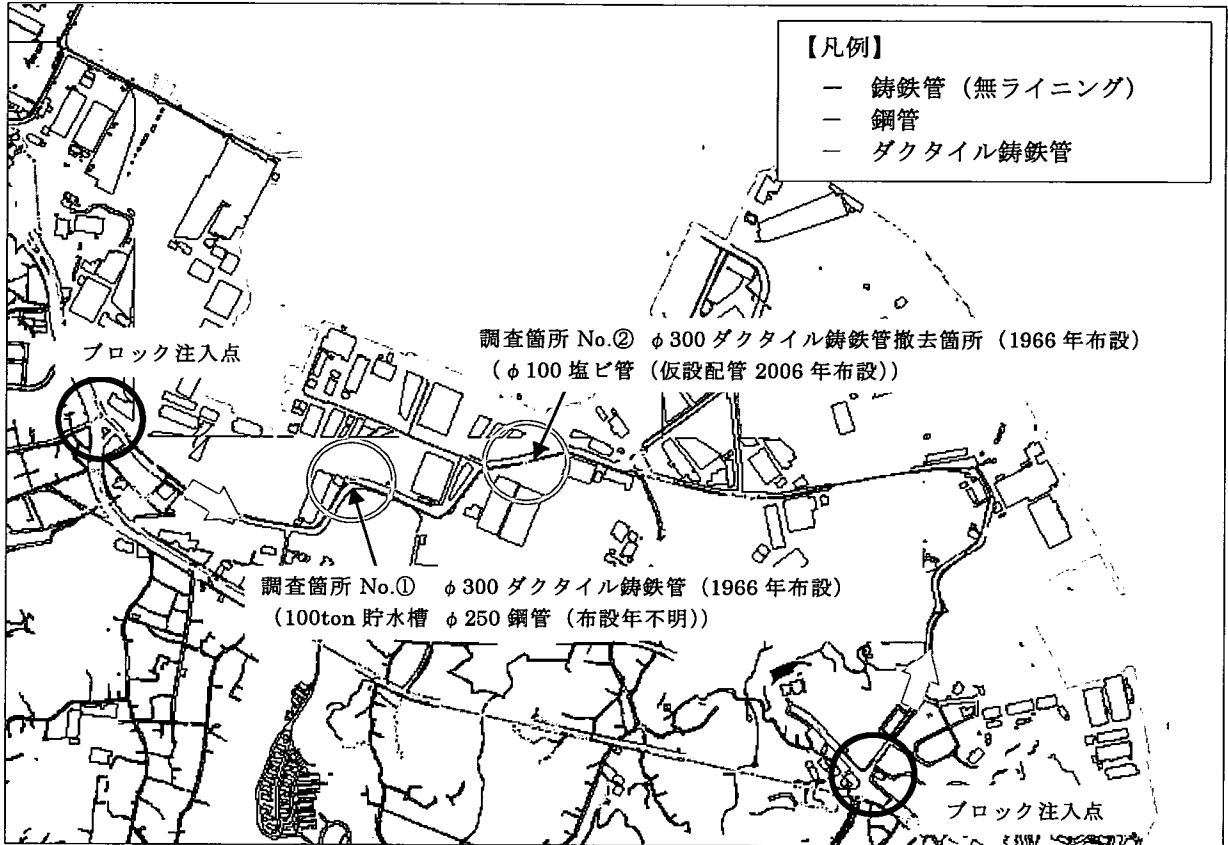 【凡例】
― 鋳鉄管（無ライニング）
― 鋼管
― ダクタイル鋳鉄管
調査箇所 No.② φ300 ダクタイル鋳鉄管撤去箇所（1966 年布設）
（φ100 塩ビ管（仮設配管 2006 年布設））
ブロック注入点
調査箇所 No.① φ300 ダクタイル鋳鉄管（1966 年布設）
（100ton 貯水槽 φ250 鋼管（布設年不明））
ブロック注入点